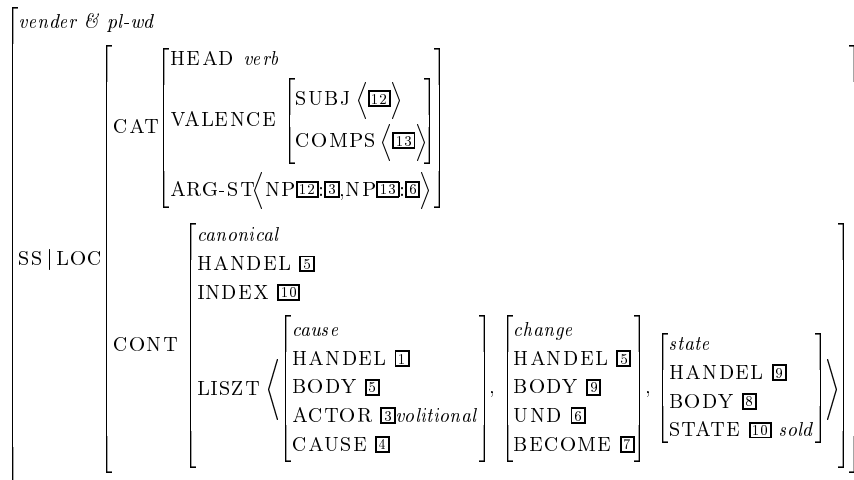 vender & pl-wd
HEAD verb
SUBJ ⟨12⟩
VALENCE
COMPS ⟨13⟩
CAT
ARG-ST⟨NP12:3,NP13:6⟩
SS|LOC
canonical
HANDEL 5
INDEX 10
CONT
LISZT
cause
HANDEL 1
BODY 5
ACTOR 3volitional
CAUSE 4
,
change
HANDEL 5
BODY 9
UND 6
BECOME 7
,
state
HANDEL 9
BODY 8
STATE 10 sold